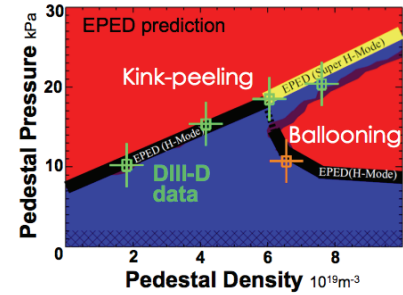 30
kPa
EPED prediction
EPED (Super H-Mode)
Kink-peeling
20
Pedestal Pressure
EPED (H-Mode)
Ballooning
DIII-D
data
10
EPED(H-Mode)
0
0 2 4 6 8
Pedestal Density 10¹⁹m⁻³